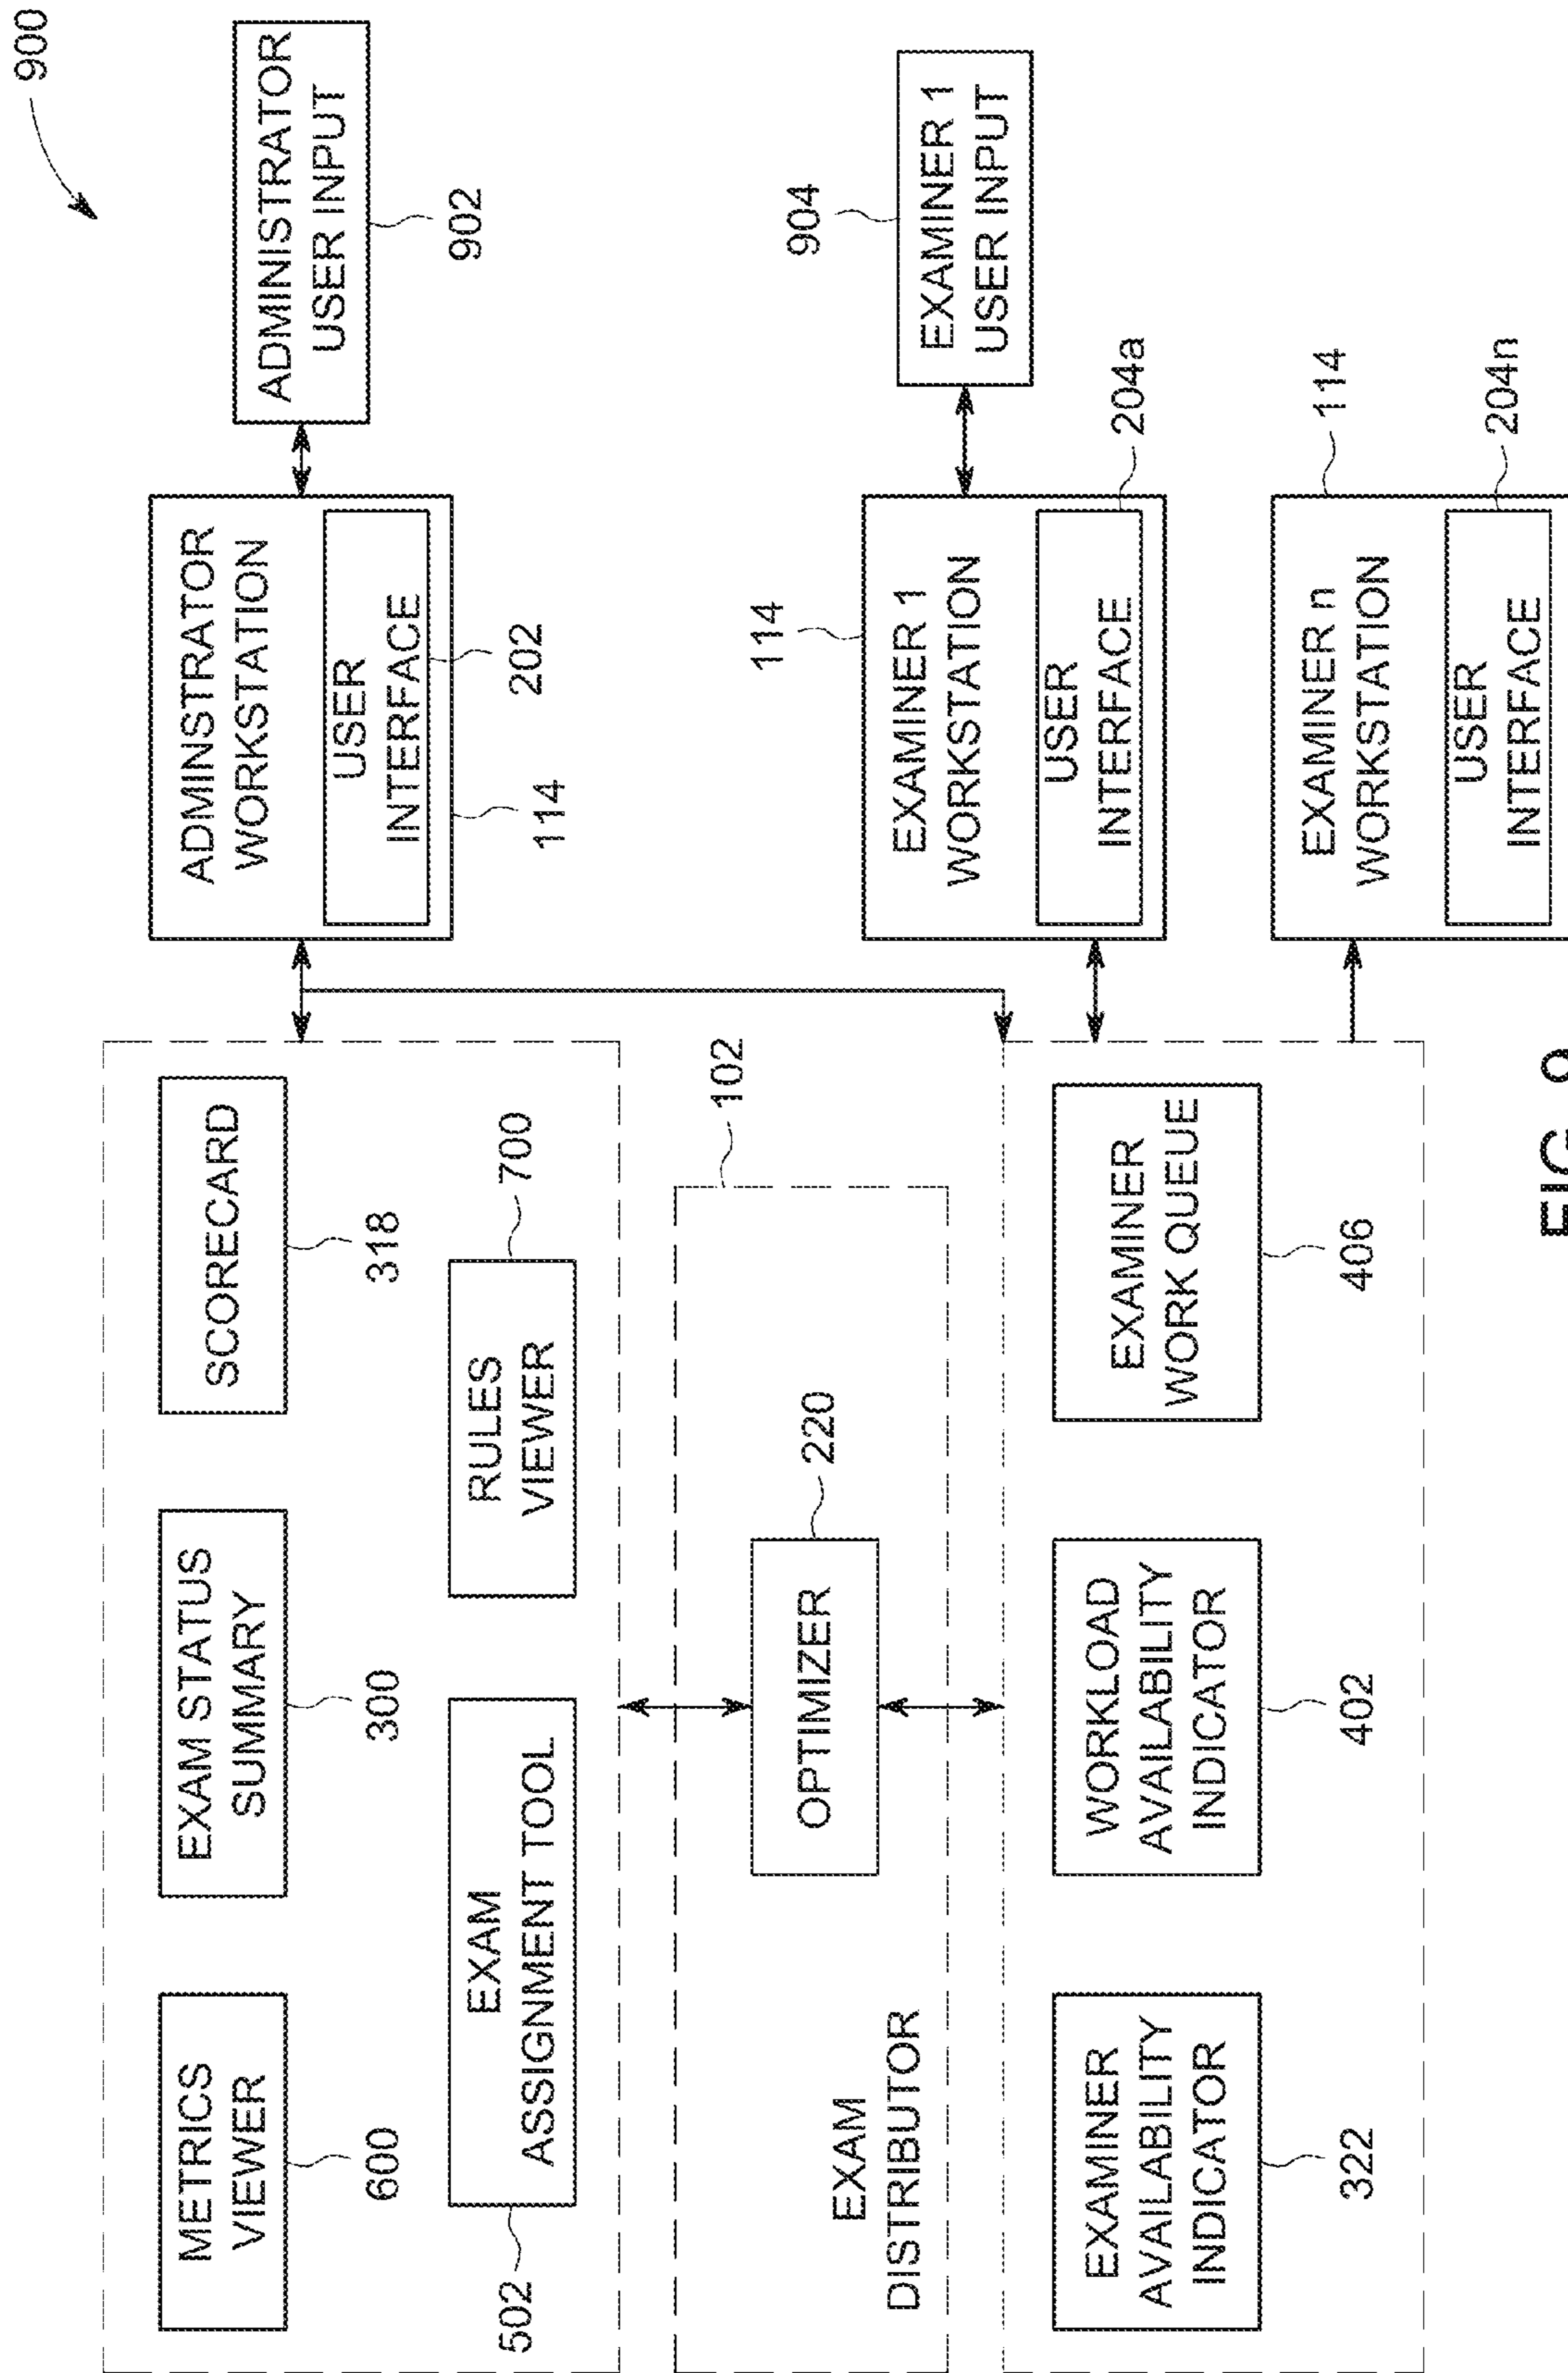 900
METRICS
VIEWER
600
EXAM STATUS
SUMMARY
300
SCORECARD
318
EXAM
ASSIGNMENT TOOL
502
RULES
VIEWER
700
ADMINSTRATOR
WORKSTATION
USER
INTERFACE
202
114
ADMINISTRATOR
USER INPUT
902
102
OPTIMIZER
220
EXAM
DISTRIBUTOR
EXAMINER
AVAILABILITY
INDICATOR
322
WORKLOAD
AVAILABILITY
INDICATOR
402
EXAMINER
WORK QUEUE
406
114
EXAMINER 1
WORKSTATION
USER
INTERFACE
204a
904
EXAMINER 1
USER INPUT
EXAMINER n
WORKSTATION
USER
INTERFACE
114
204n
FIG. 9